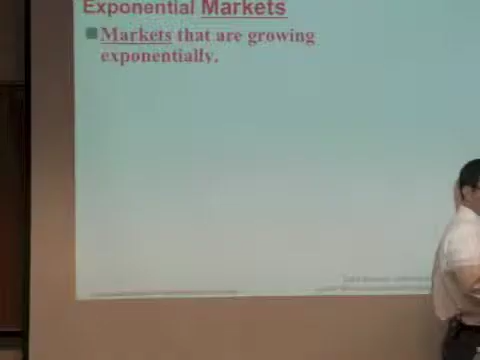 Exponential Markets
Markets that are growing
exponentially.